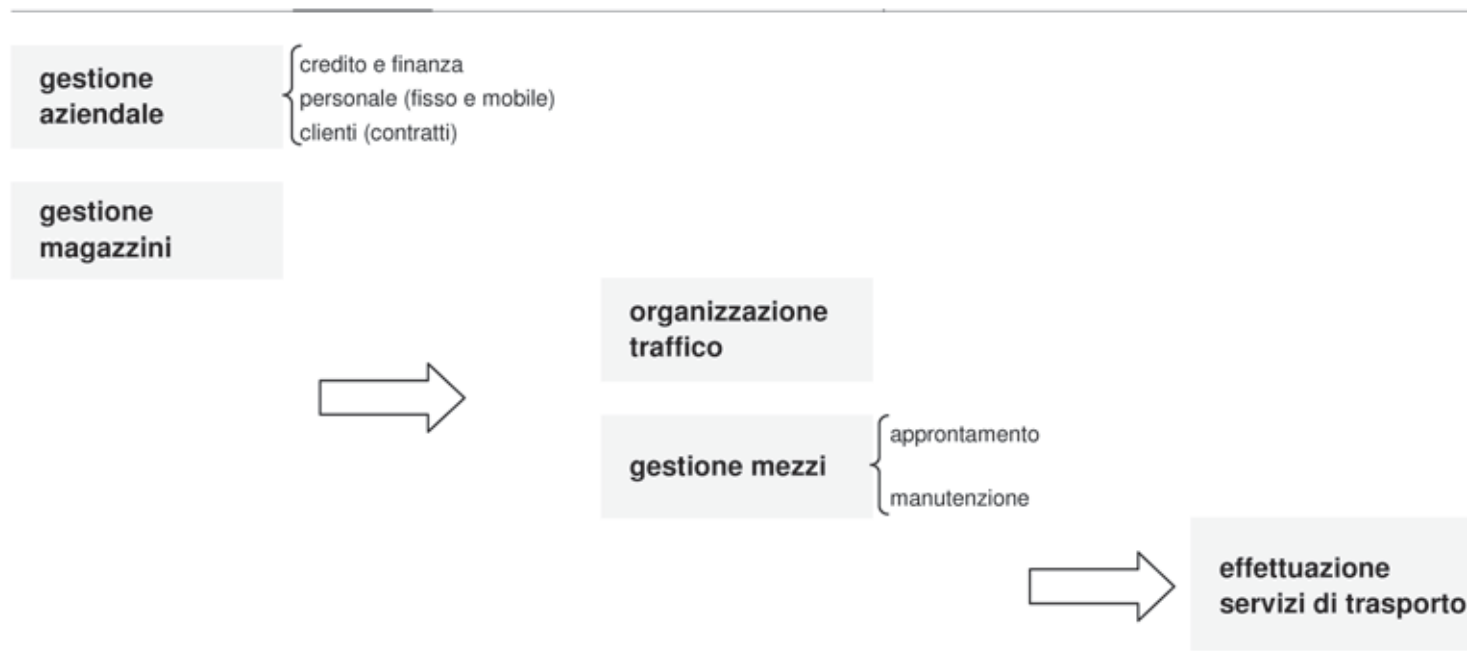 gestione
aziendale
credito e finanza
personale (fisso e mobile)
clienti (contratti)
gestione
magazzini
organizzazione
traffico
gestione mezzi
approntamento
manutenzione
effettuazione
servizi di trasporto